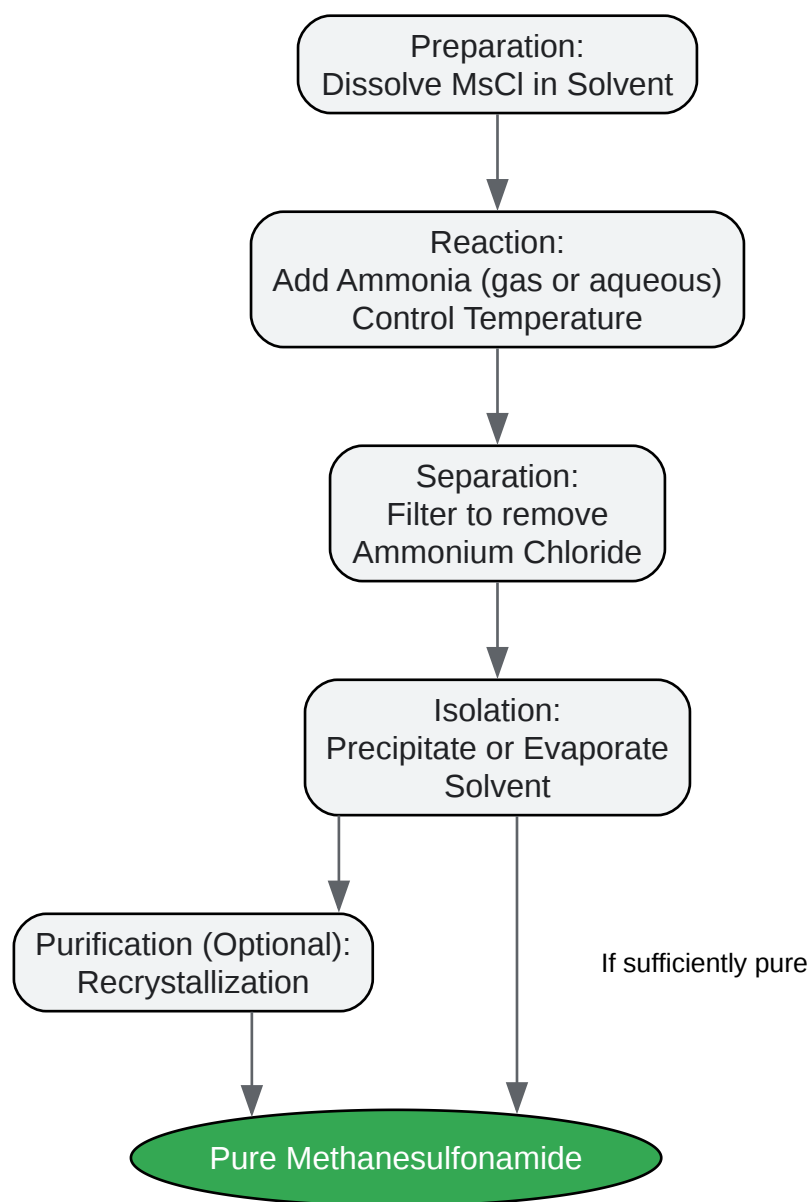 Preparation:
Dissolve MsCl in Solvent
Reaction:
Add Ammonia (gas or aqueous)
Control Temperature
Separation:
Filter to remove
Ammonium Chloride
Isolation:
Precipitate or Evaporate
Solvent
Purification (Optional):
Recrystallization
If sufficiently pure
Pure Methanesulfonamide